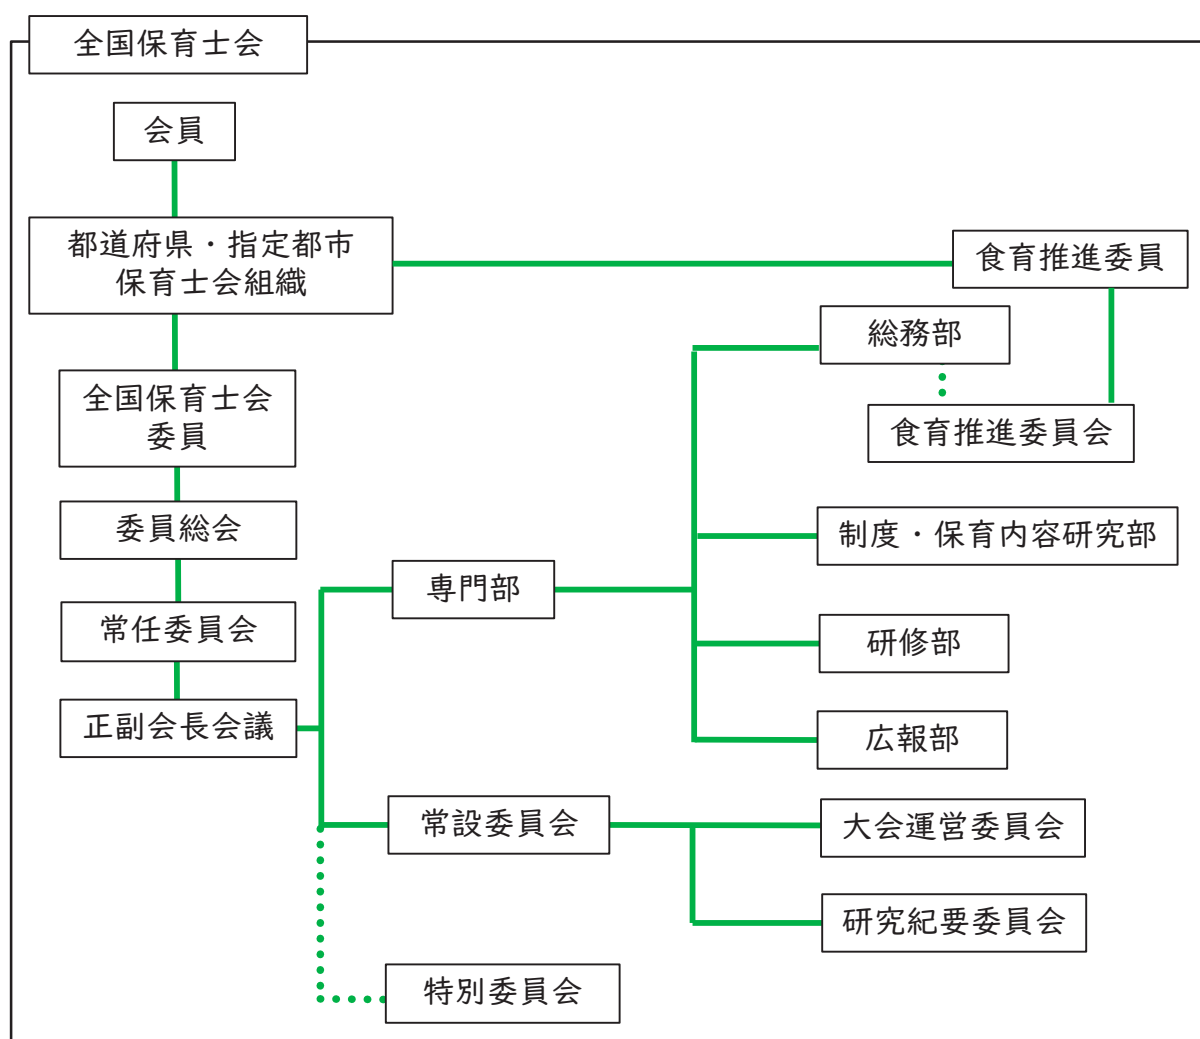 全国保育士会
会員
都道府県・指定都市
保育士会組織
食育推進委員
総務部
全国保育士会
委員
食育推進委員会
委員総会
制度・保育内容研究部
専門部
常任委員会
研修部
正副会長会議
広報部
常設委員会
大会運営委員会
研究紀要委員会
特別委員会